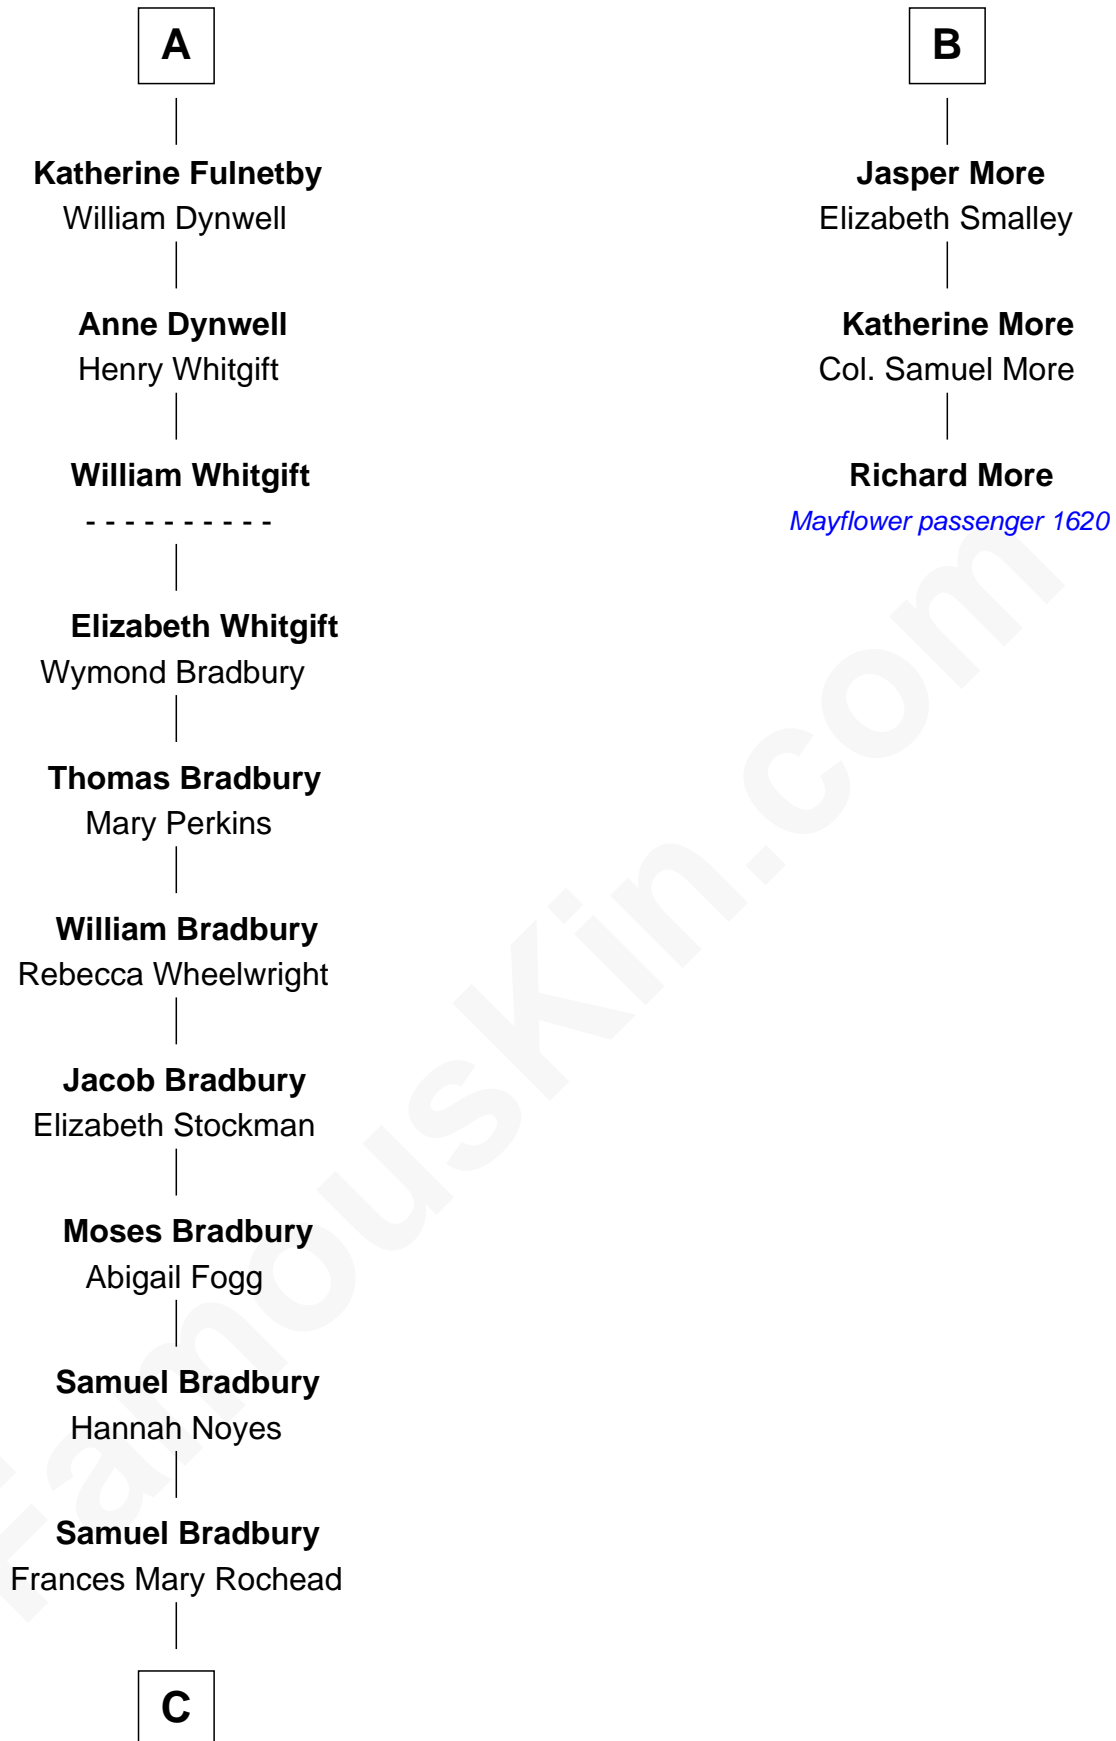 A
Katherine Fulnetby
William Dynwell
Anne Dynwell
Henry Whitgift
William Whitgift
- - - - - - - - - -
Elizabeth Whitgift
Wymond Bradbury
Thomas Bradbury
Mary Perkins
William Bradbury
Rebecca Wheelwright
Jacob Bradbury
Elizabeth Stockman
Moses Bradbury
Abigail Fogg
Samuel Bradbury
Hannah Noyes
Samuel Bradbury
Frances Mary Rochead
C
B
Jasper More
Elizabeth Smalley
Katherine More
Col. Samuel More
Richard More
Mayflower passenger 1620
FamousKin.com